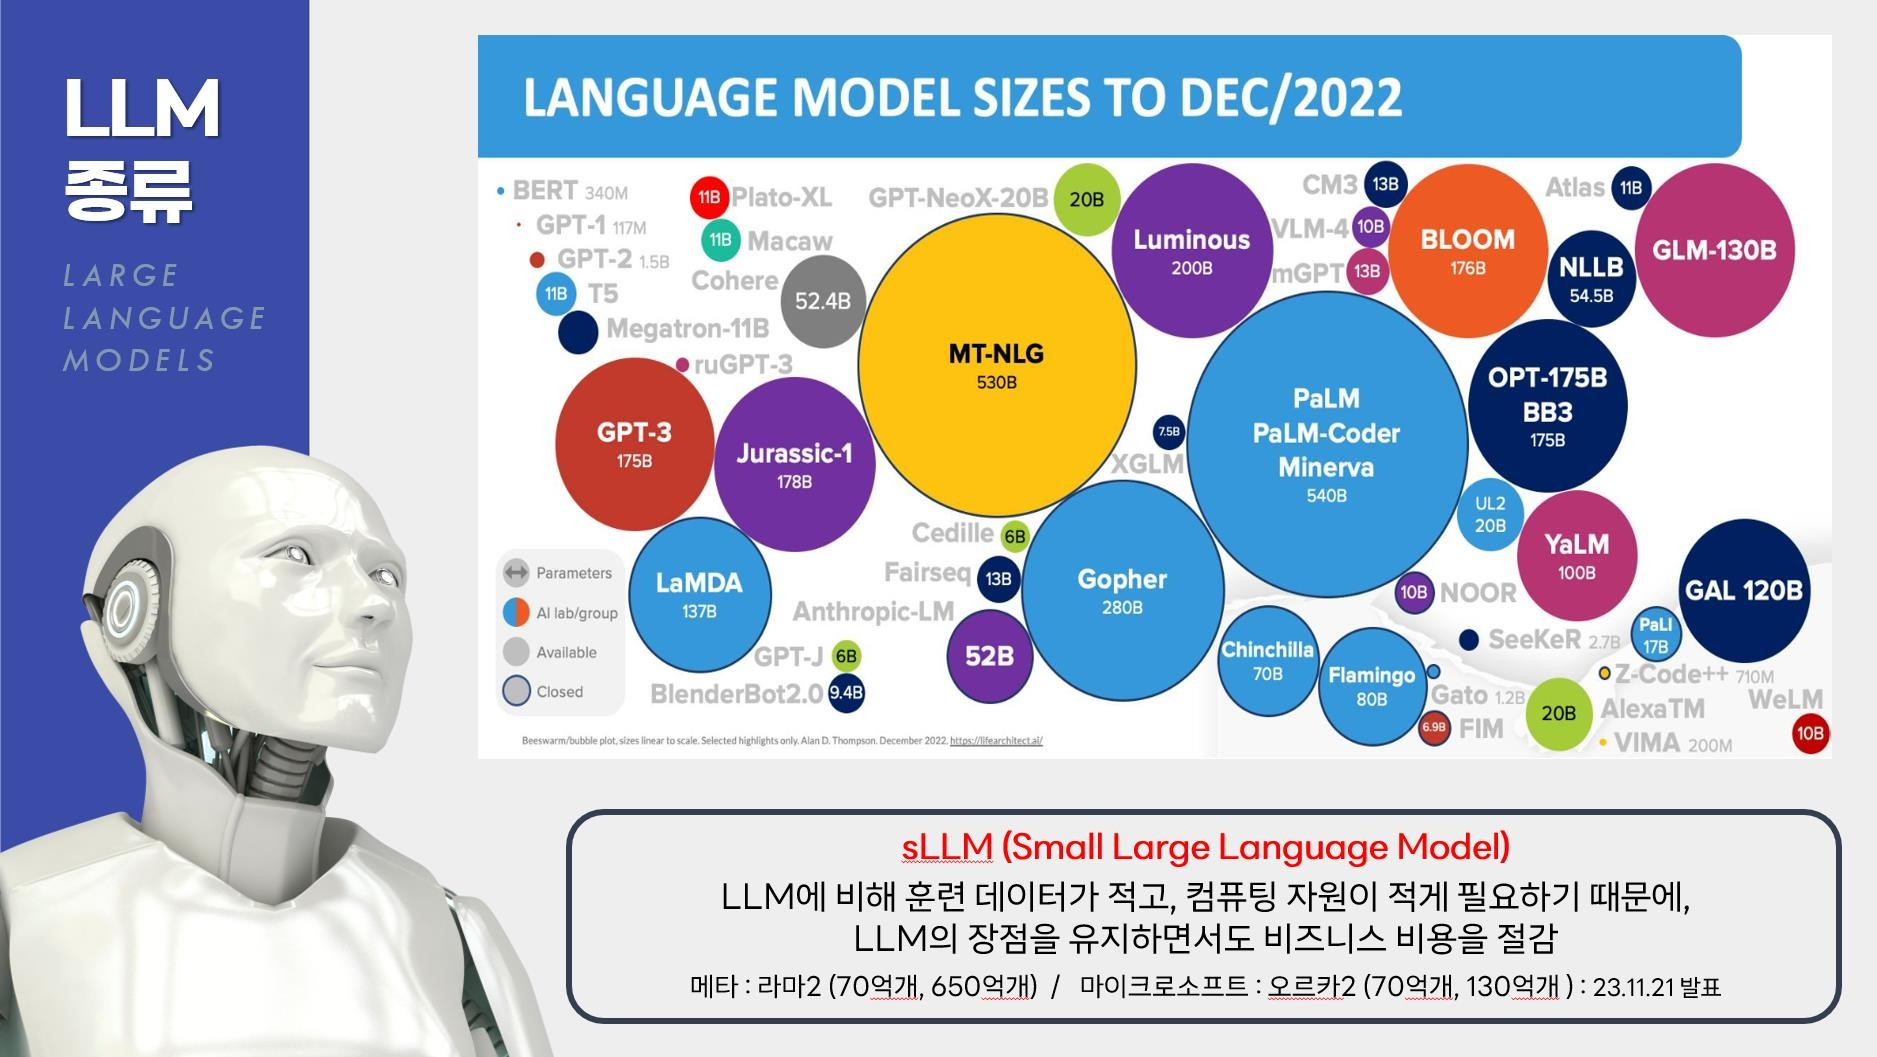 LLM
종류
LARGE
LANGUAGE
MODELS
LANGUAGE MODEL SIZES TO DEC/2022
BERT 340M
GPT-1 117M
GPT-2 1.5B
11B T5
Megatron-11B
ruGPT-3
11B Plato-XL
11B Macaw
Cohere
52.4B
GPT-NeoX-20B 20B
MT-NLG
530B
Luminous
200B
CM3 13B
VLM-4 10B
mGPT 13B
BLOOM
176B
Atlas 11B
NLLB
54.5B
GLM-130B
GPT-3
175B
Jurassic-1
178B
7.5B
XGLM
PaLM
PaLM-Coder
Minerva
540B
OPT-175B
BB3
175B
UL2
20B
YaLM
100B
GAL 120B
LaMDA
137B
Cedille 6B
Fairseq 13B
Anthropic-LM
52B
GPT-J 6B
BlenderBot2.0 9.4B
Gopher
280B
Chinchilla
70B
Flamingo
80B
10B NOOR
SeeKeR 2.7B
PaLI
17B
Z-Code++ 710M
Gato 1.2B
6.9B FIM
20B AlexaTM
VIMA 200M
WeLM
10B
Parameters
AI lab/group
Available
Closed
Beeswarm/bubble plot, sizes linear to scale. Selected highlights only. Alan D. Thompson. December 2022. https://lifearchitect.ai/
sLLM (Small Large Language Model)
LLM에 비해 훈련 데이터가 적고, 컴퓨팅 자원이 적게 필요하기 때문에,
LLM의 장점을 유지하면서도 비즈니스 비용을 절감
메타 : 라마2 (70억개, 650억개) / 마이크로소프트 : 오르카2 (70억개, 130억개 ) : 23.11.21 발표